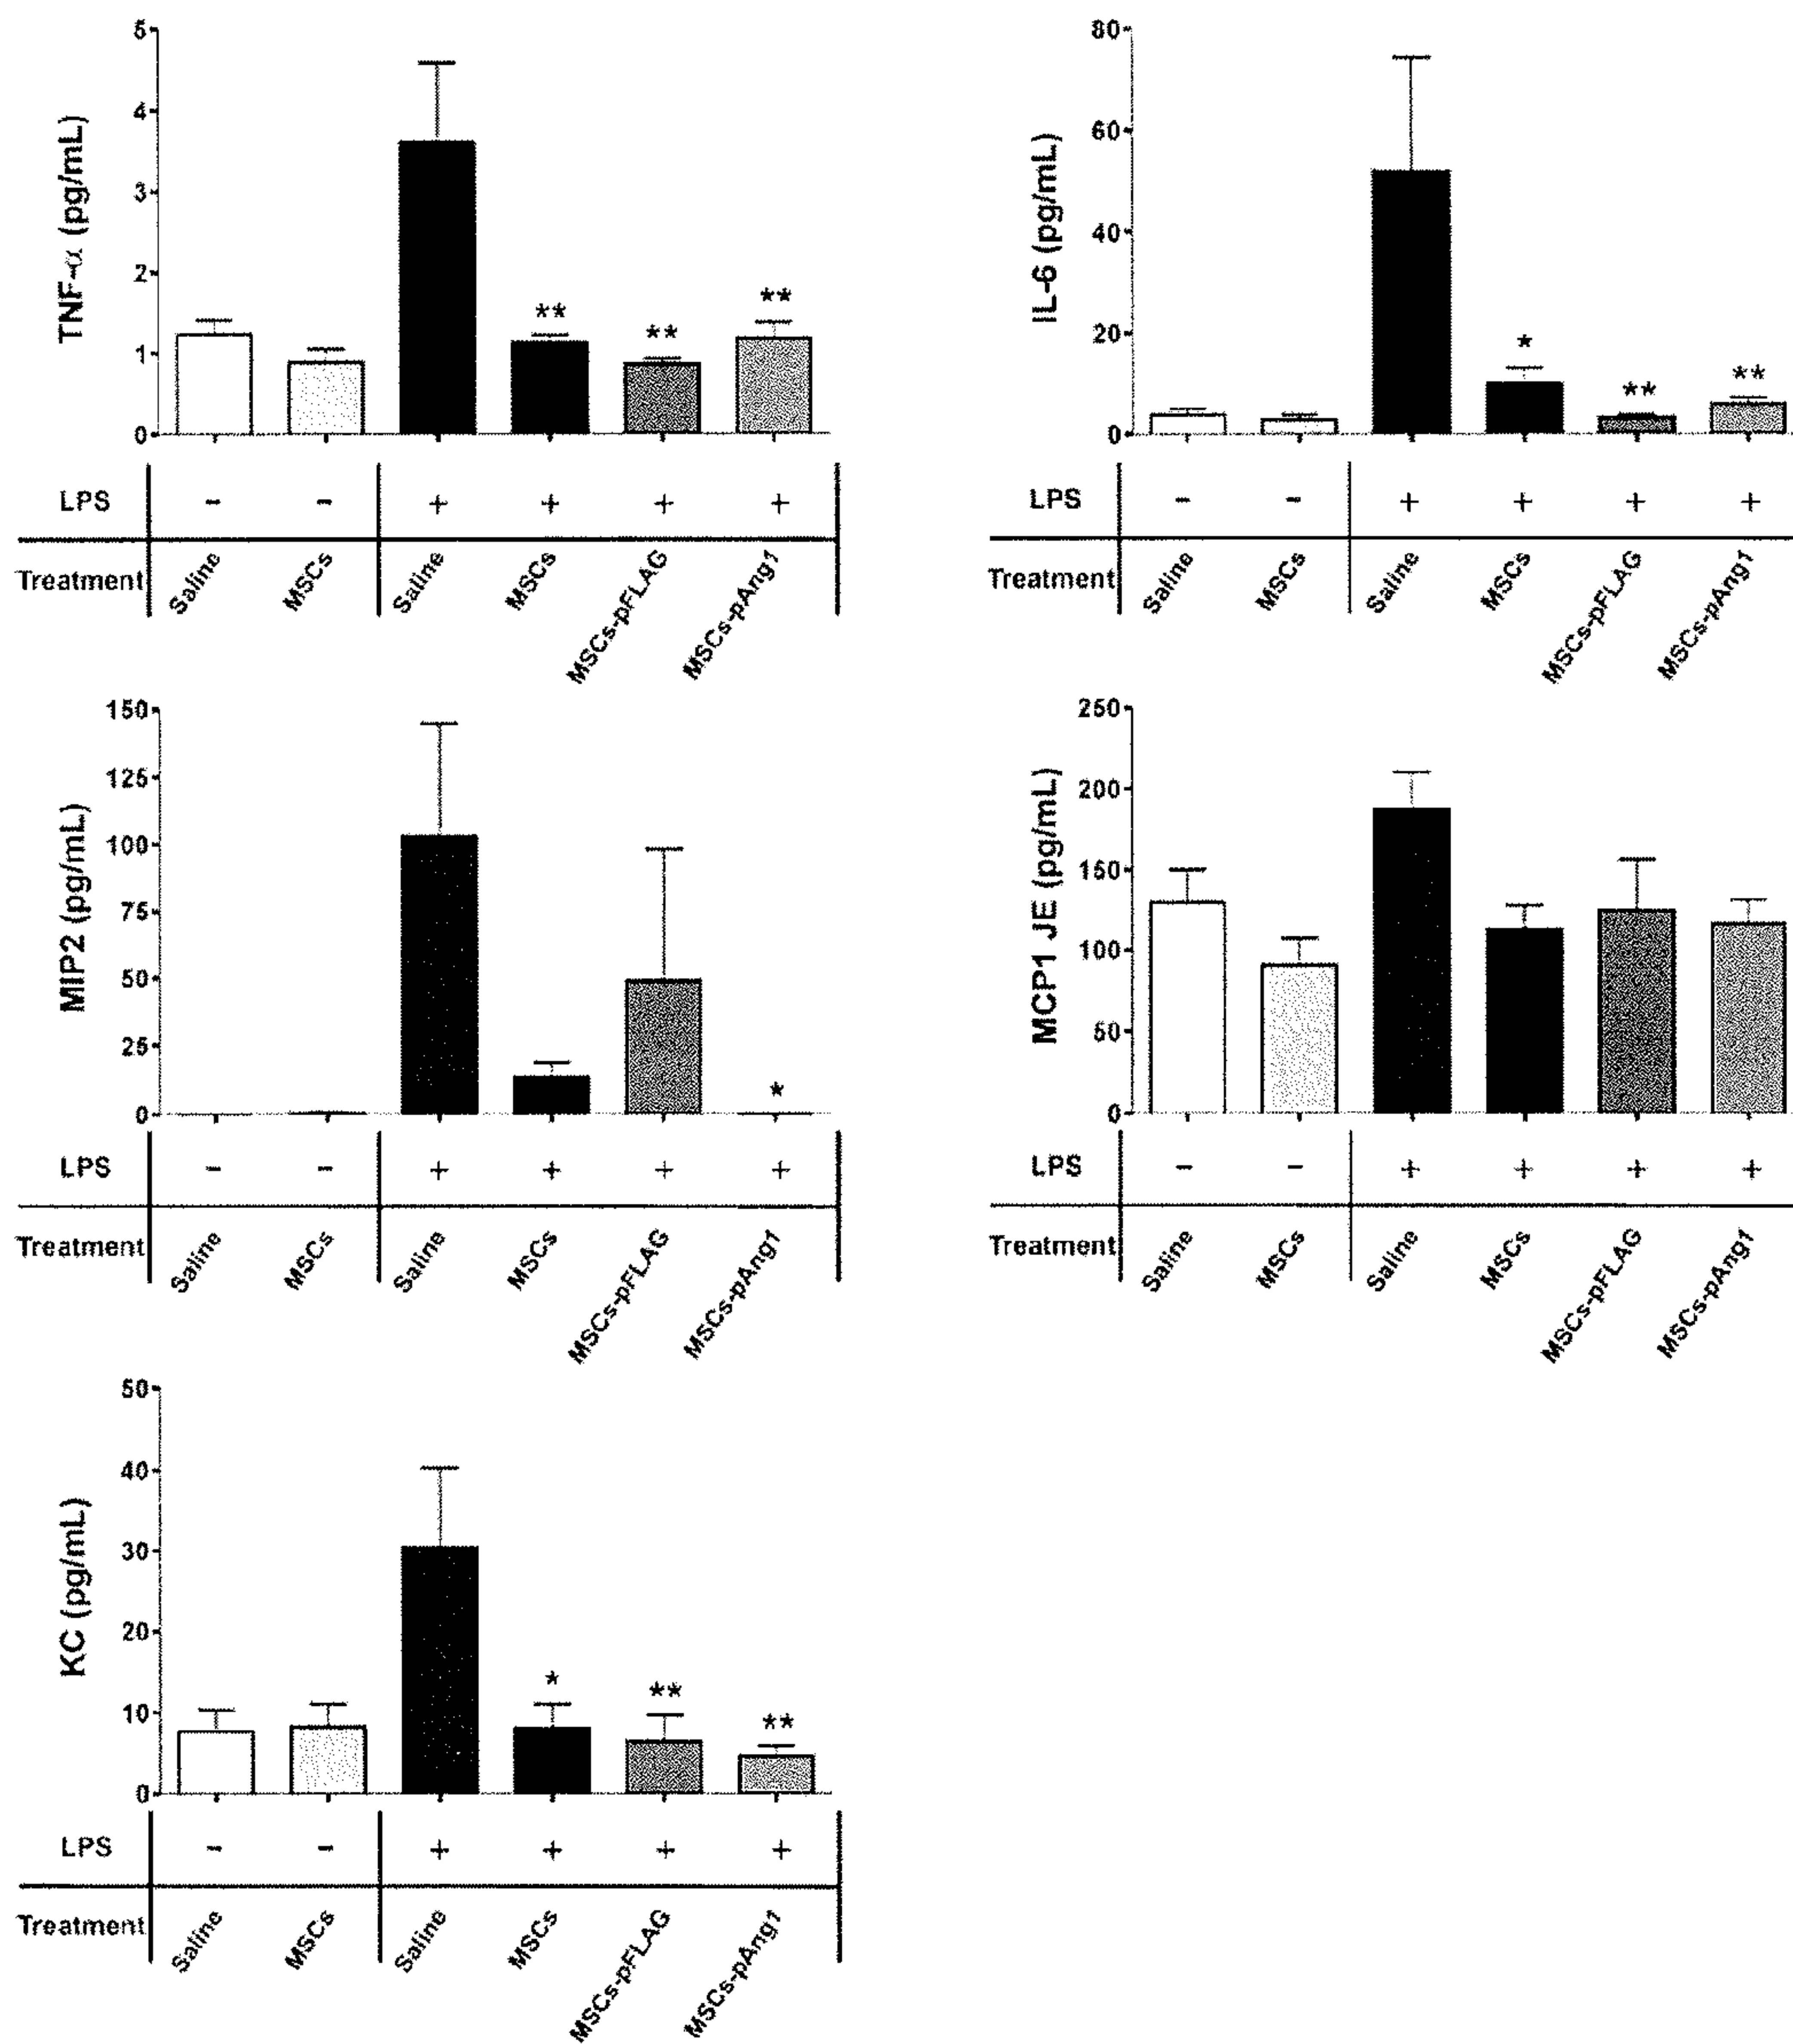 TNF-α (pg/mL)
5
4
3
2
1
0
** ** **
LPS - - + + + +
Treatment Saline MSCs Saline MSCs MSCs-pFLAG MSCs-pAng1
IL-6 (pg/mL)
80
60
40
20
0
* ** **
LPS - - + + + +
Treatment Saline MSCs Saline MSCs MSCs-pFLAG MSCs-pAng1
MIP2 (pg/mL)
150
125
100
75
50
25
0
*
LPS - - + + + +
Treatment Saline MSCs Saline MSCs MSCs-pFLAG MSCs-pAng1
MCP1 JE (pg/mL)
250
200
150
100
50
0
LPS - - + + + +
Treatment Saline MSCs Saline MSCs MSCs-pFLAG MSCs-pAng1
KC (pg/mL)
50
40
30
20
10
0
* ** **
LPS - - + + + +
Treatment Saline MSCs Saline MSCs MSCs-pFLAG MSCs-pAng1